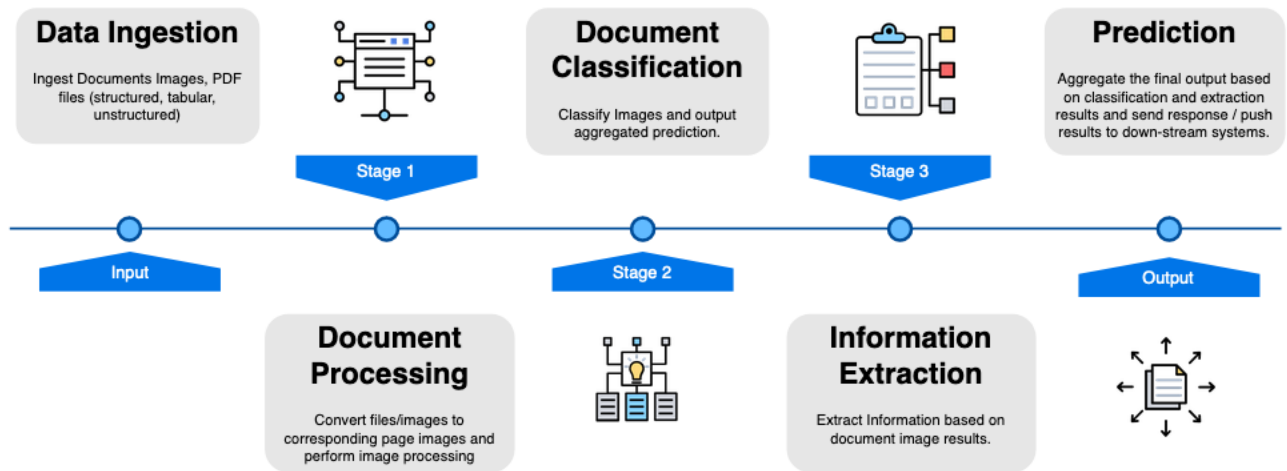 Data Ingestion
Ingest Documents Images, PDF
files (structured, tabular,
unstructured)
Document
Classification
Classify Images and output
aggregated prediction.
Prediction
Aggregate the final output based
on classification and extraction
results and send response / push
results to down-stream systems.
Stage 1
Stage 3
Input
Stage 2
Output
Document
Processing
Convert files/images to
corresponding page images and
perform image processing
Information
Extraction
Extract Information based on
document image results.